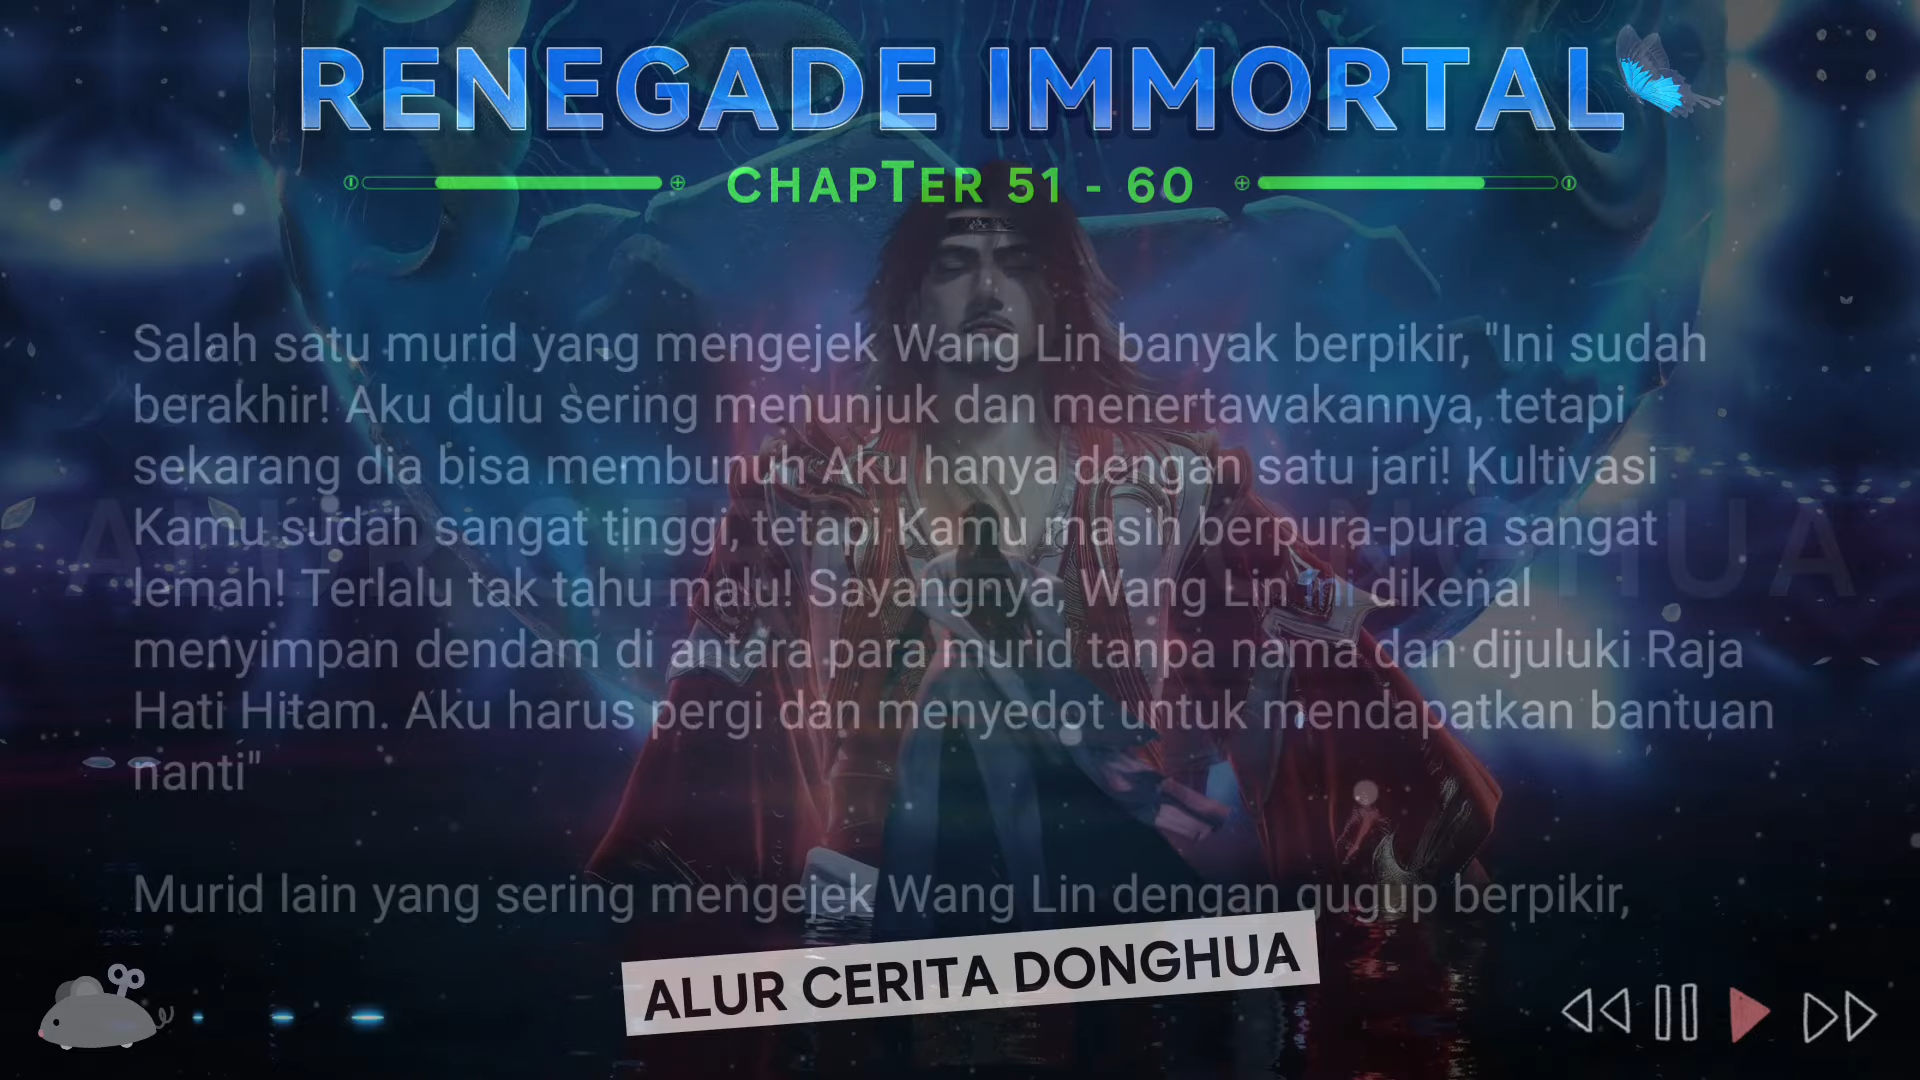 RENEGADE IMMORTAL
CHAPTER 51 - 60
Salah satu murid yang mengejek Wang Lin banyak berpikir, "Ini sudah
berakhir! Aku dulu sering menunjuk dan menertawakannya, tetapi
sekarang dia bisa membunuh Aku hanya dengan satu jari! Kultivasi
Kamu sudah sangat tinggi, tetapi Kamu masih berpura-pura sangat
lemah! Terlalu tak tahu malu! Sayangnya, Wang Lin ini dikenal
menyimpan dendam di antara para murid tanpa nama dan dijuluki Raja
Hati Hitam. Aku harus pergi dan menyedot untuk mendapatkan bantuan
nanti"
Murid lain yang sering mengejek Wang Lin dengan gugup berpikir,
ALUR CERITA DONGHUA